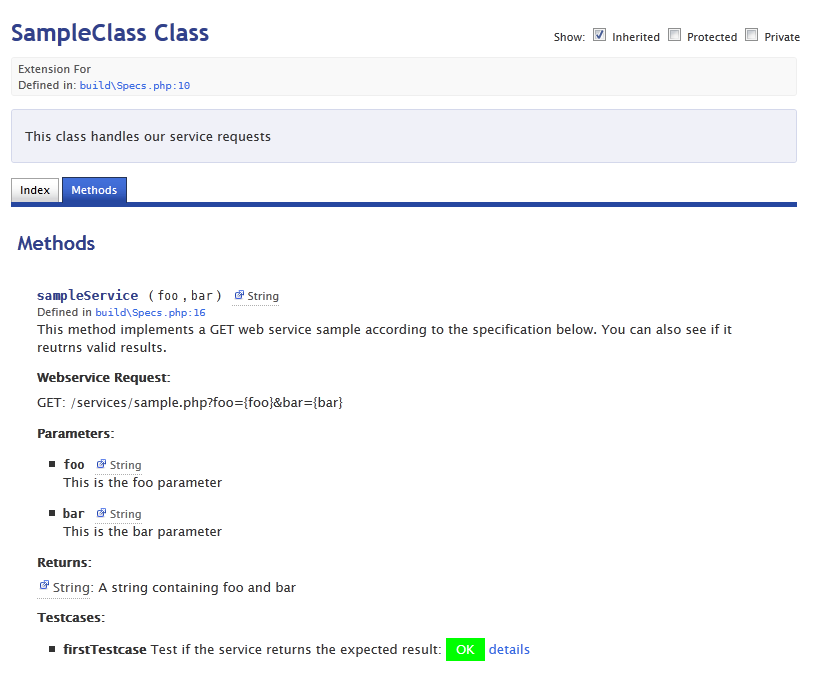 SampleClass Class
Show: Inherited Protected Private
Extension For
Defined in: build\Specs.php:10
This class handles our service requests
Index Methods
Methods
sampleService (foo,bar) String
Defined in build\Specs.php:16
This method implements a GET web service sample according to the specification below. You can also see if it
reutrns valid results.
Webservice Request:
GET: /services/sample.php?foo={foo}&bar={bar}
Parameters:
foo String
This is the foo parameter
bar String
This is the bar parameter
Returns:
String: A string containing foo and bar
Testcases:
firstTestcase Test if the service returns the expected result: OK details